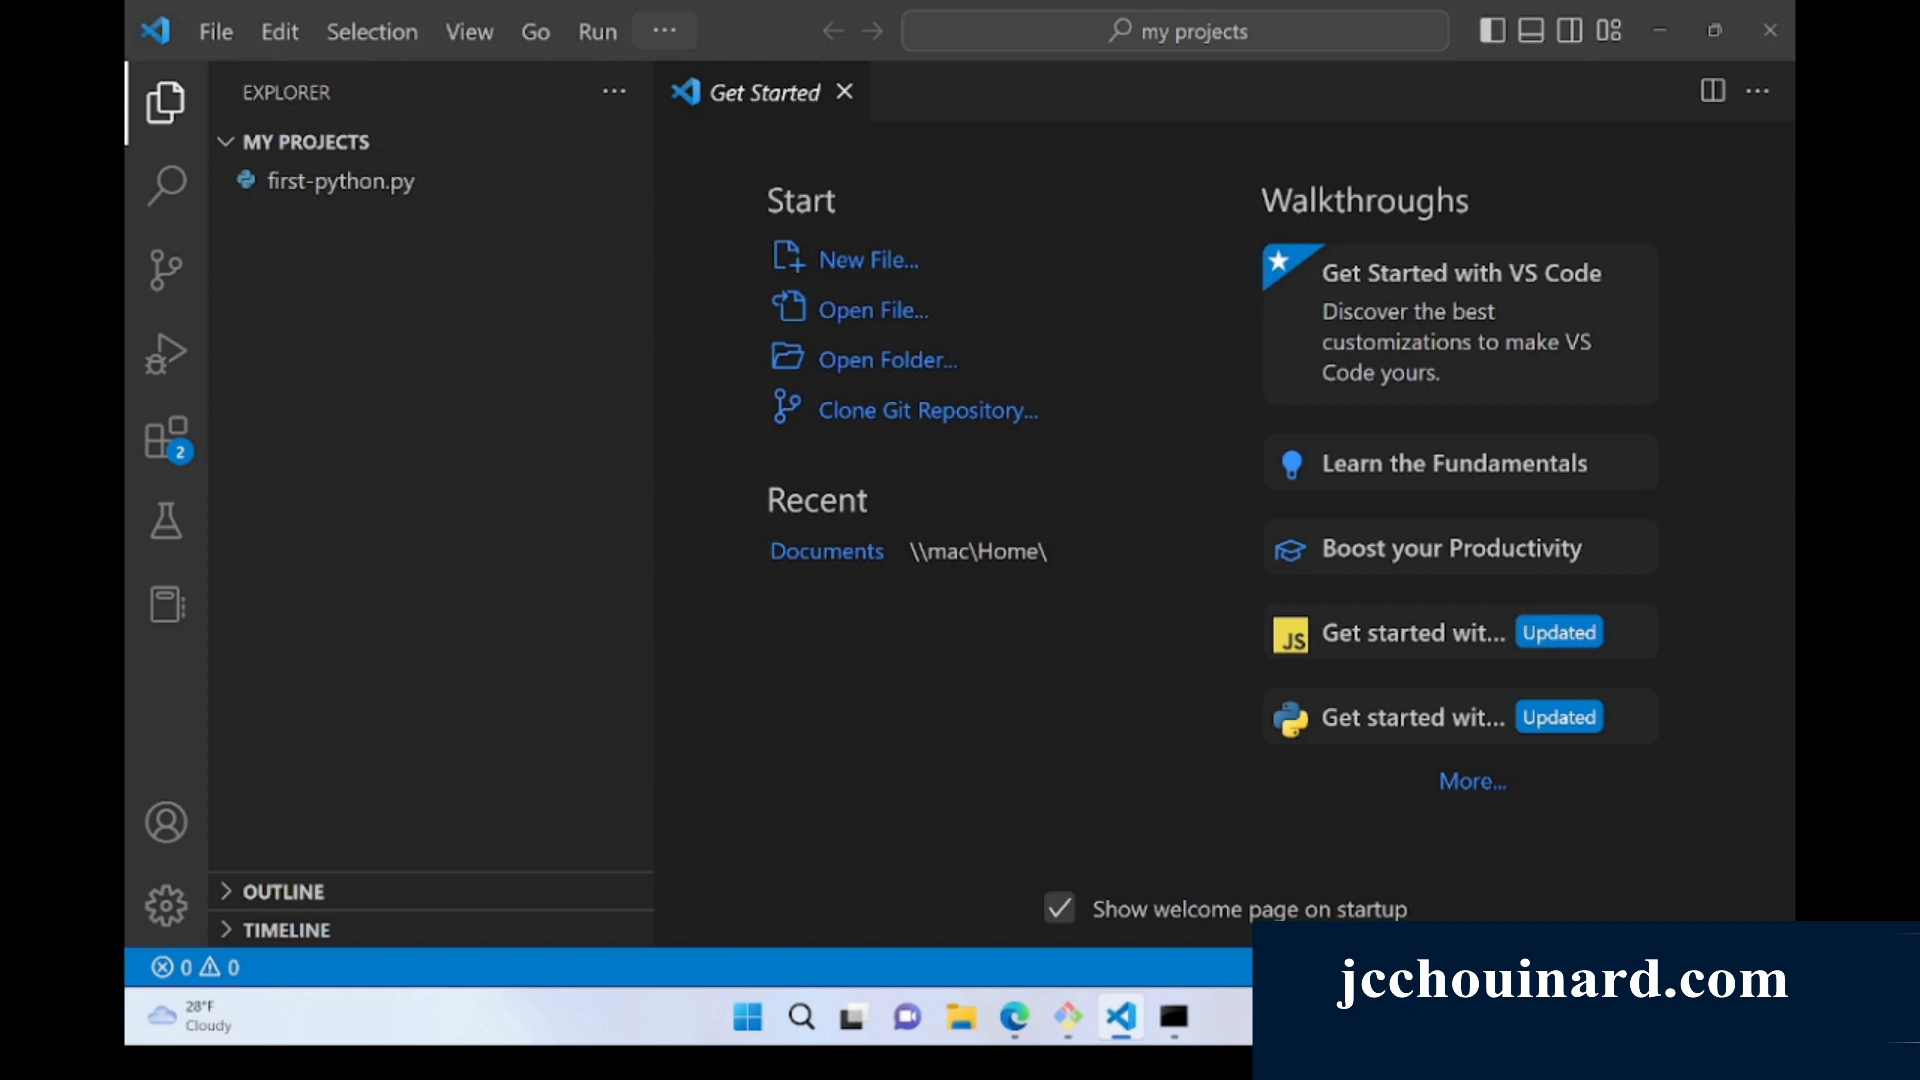 File Edit Selection View Go Run ... my projects
EXPLORER ...
Get Started
MY PROJECTS
first-python.py
Start
New File...
Open File...
Open Folder...
Clone Git Repository...
Recent
Documents \\mac\Home\
Walkthroughs
Get Started with VS Code
Discover the best
customizations to make VS
Code yours.
Learn the Fundamentals
Boost your Productivity
JS Get started wit... Updated
Get started wit... Updated
More...
2
Show welcome page on startup
OUTLINE
TIMELINE
0 0
28°F
Cloudy
jcchouinard.com